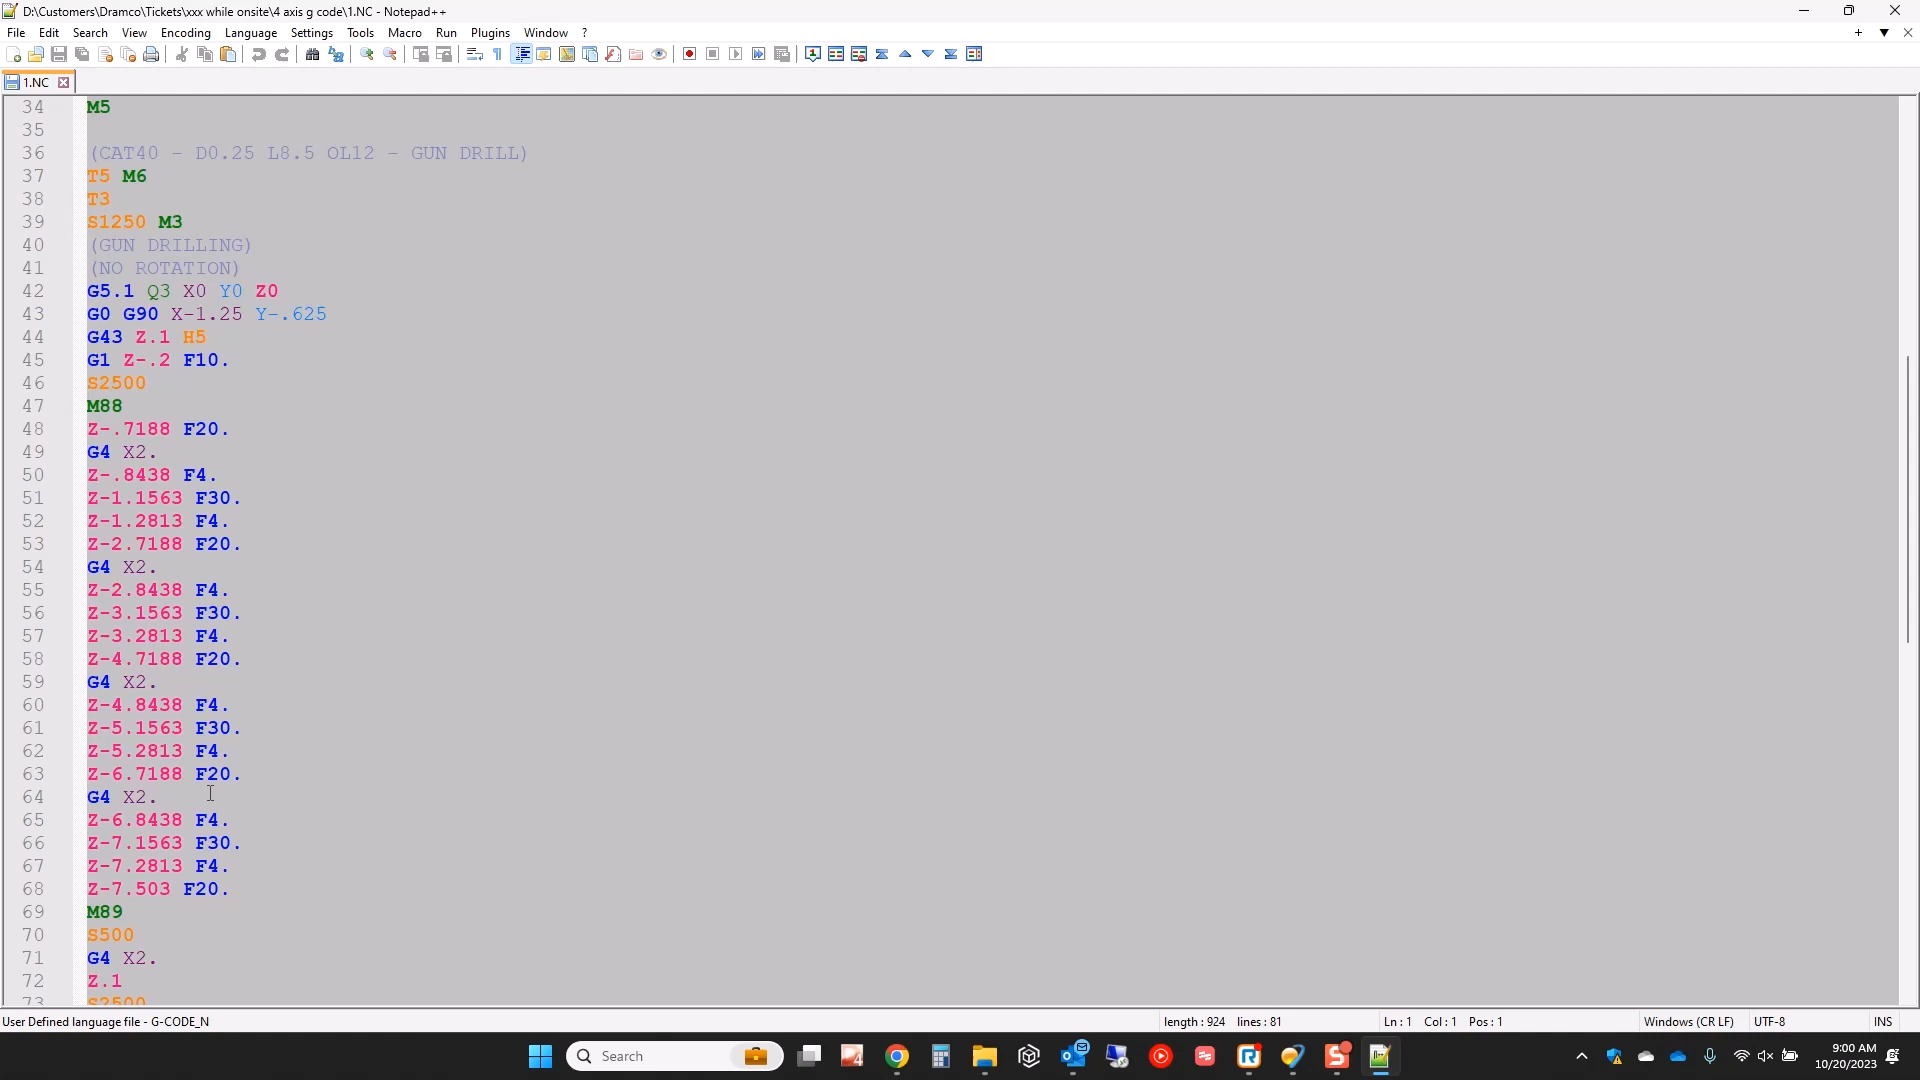 D:\Customers\Dramco\Tickets\xxx while onsite\4 axis g code\1.NC - Notepad++
File Edit Search View Encoding Language Settings Tools Macro Run Plugins Window ?
1.NC
34 M5
35
36 (CAT40 - D0.25 L8.5 OL12 - GUN DRILL)
37 T5 M6
38 T3
39 S1250 M3
40 (GUN DRILLING)
41 (NO ROTATION)
42 G5.1 Q3 X0 Y0 Z0
43 G0 G90 X-1.25 Y-.625
44 G43 Z.1 H5
45 G1 Z-.2 F10.
46 S2500
47 M88
48 Z-.7188 F20.
49 G4 X2.
50 Z-.8438 F4.
51 Z-1.1563 F30.
52 Z-1.2813 F4.
53 Z-2.7188 F20.
54 G4 X2.
55 Z-2.8438 F4.
56 Z-3.1563 F30.
57 Z-3.2813 F4.
58 Z-4.7188 F20.
59 G4 X2.
60 Z-4.8438 F4.
61 Z-5.1563 F30.
62 Z-5.2813 F4.
63 Z-6.7188 F20.
64 G4 X2.
65 Z-6.8438 F4.
66 Z-7.1563 F30.
67 Z-7.2813 F4.
68 Z-7.503 F20.
69 M89
70 S500
71 G4 X2.
72 Z.1
73 S2500
User Defined language file - G-CODE_N length : 924 lines : 81 Ln : 1 Col : 1 Pos : 1 Windows (CR LF) UTF-8 INS
Search
9:00 AM
10/20/2023